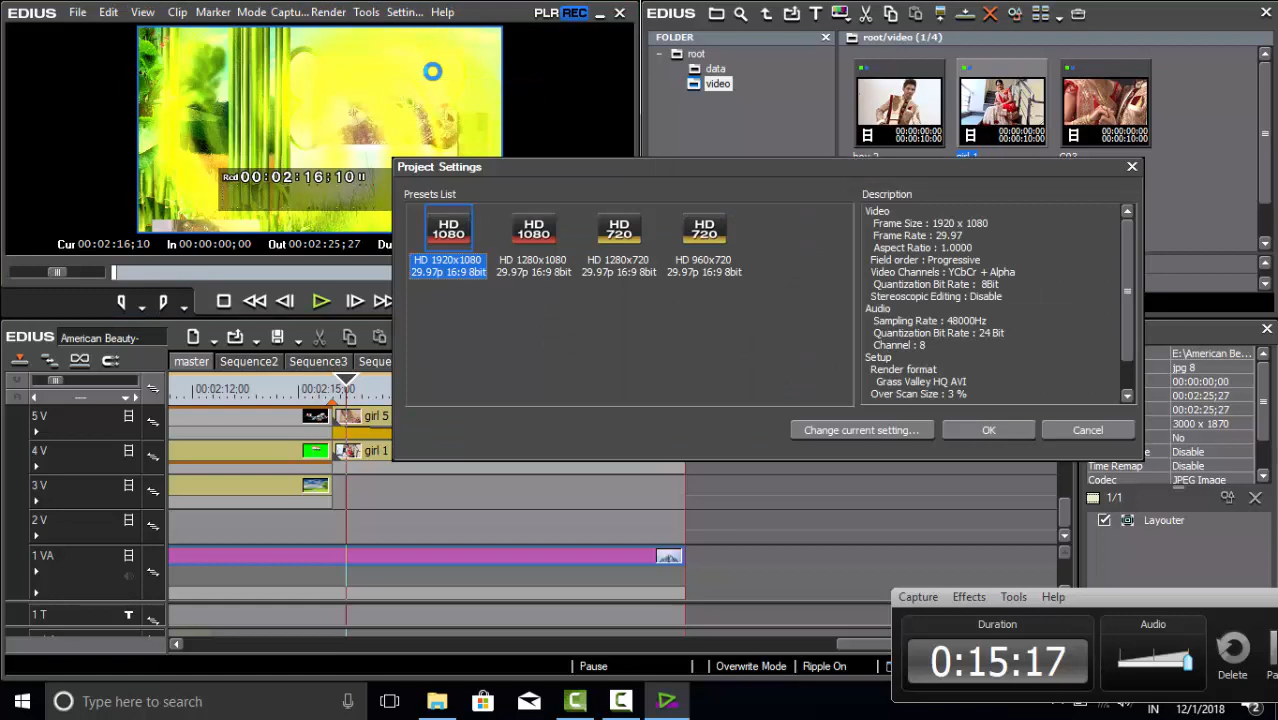 EDIUS File Edit View Clip Marker Mode Captu... Render Tools Settin... Help PLR REC
Rcd 00:02:16;10
Cur 00:02:16;10 In 00:00:00;00 Out 00:02:25;27
EDIUS
FOLDER
root/video (1/4)
root
data
video
00:00:00;00
00:00:10;00
00:00:00;00
00:00:10;00
00:00:00;00
00:00:10;00
girl 1
Project Settings
Presets List
HD 1080
HD 1920x1080
29.97p 16:9 8bit
HD 1080
HD 1280x1080
29.97p 16:9 8bit
HD 720
HD 1280x720
29.97p 16:9 8bit
HD 720
HD 960x720
29.97p 16:9 8bit
Description
Video
Frame Size : 1920 x 1080
Frame Rate : 29.97
Aspect Ratio : 1.0000
Field order : Progressive
Video Channels : YCbCr + Alpha
Quantization Bit Rate : 8Bit
Stereoscopic Editing : Disable
Audio
Sampling Rate : 48000Hz
Quantization Bit Rate : 24 Bit
Channel : 8
Setup
Render format
Grass Valley HQ AVI
Over Scan Size : 3 %
Change current setting...
OK
Cancel
EDIUS American Beauty-
master Sequence2 Sequence3
00:02:12;00 00:02:15;00
5 V girl 5
4 V girl 1
3 V
2 V
1 VA
1 T T
Pause Overwrite Mode Ripple On
E:\American Be...
jpg 8
00:00:00;00
00:02:25;27
00:02:25;27
3000 x 1870
No
Disable
Time Remap Disable
Codec JPEG Image
1/1
Layouter
Capture Effects Tools Help
Duration
0:15:17
Audio
Delete
Type here to search
IN 12/1/2018 2